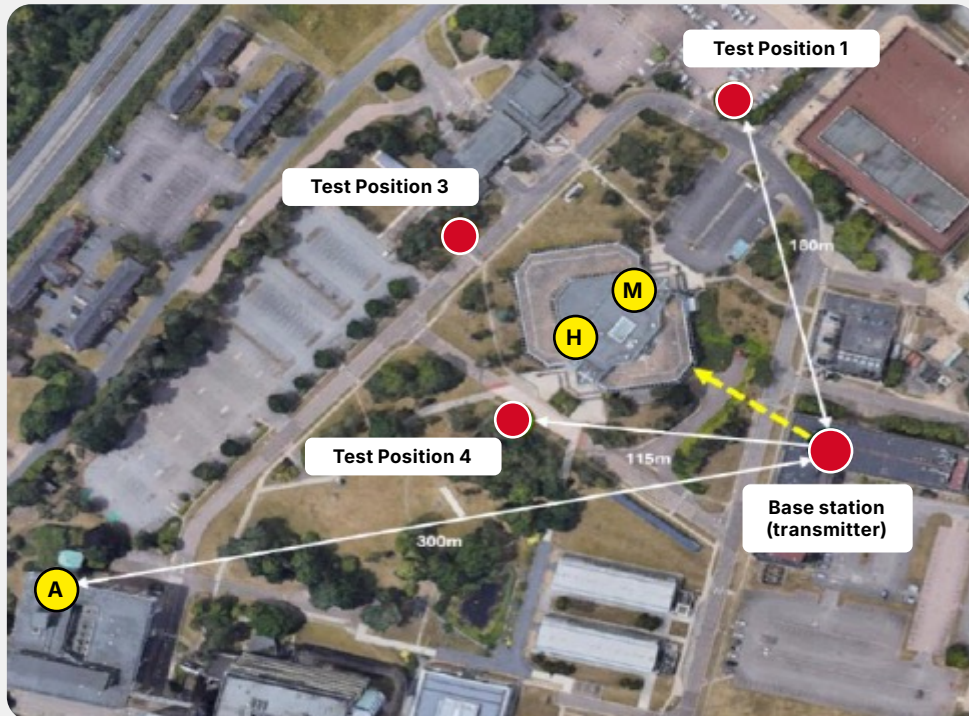 Test Position 1
Test Position 3
180m
M
H
Test Position 4
115m
Base station
(transmitter)
300m
A